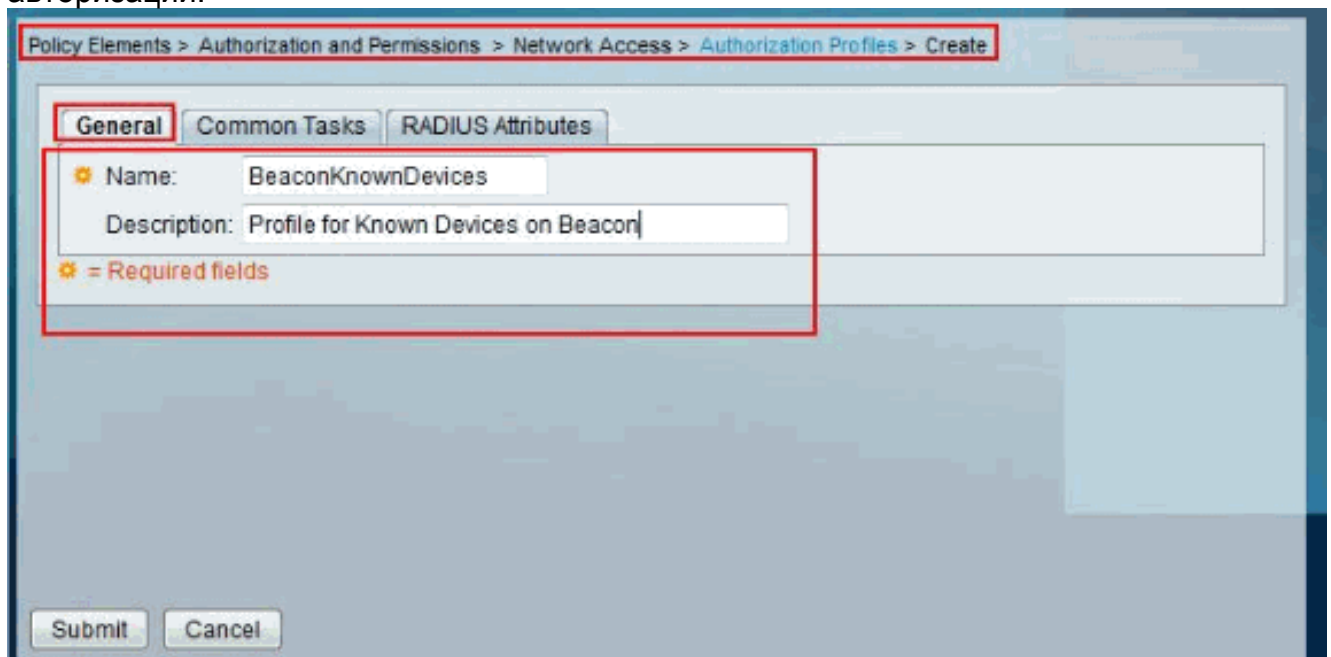 авторизации.
Policy Elements > Authorization and Permissions > Network Access > Authorization Profiles > Create
General Common Tasks RADIUS Attributes
Name: BeaconKnownDevices
Description: Profile for Known Devices on Beacon
= Required fields
Submit Cancel